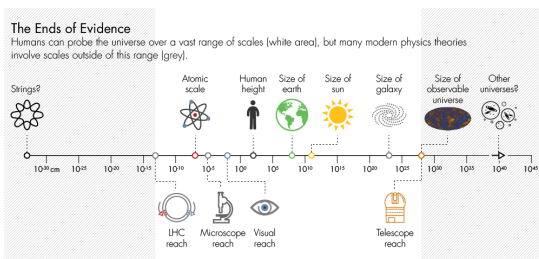 The Ends of Evidence
Humans can probe the universe over a vast range of scales (white area), but many modern physics theories
involve scales outside of this range (grey).
Strings?
Atomic
scale
Human
height
Size of
earth
Size of
sun
Size of
galaxy
Size of
observable
universe
Other
universes?
10-30 cm
10-25
10-20
10-15
10-10
10-5
100
105
1010
1015
1020
1025
1030
1035
1040
1045
LHC
reach
Microscope
reach
Visual
reach
Telescope
reach